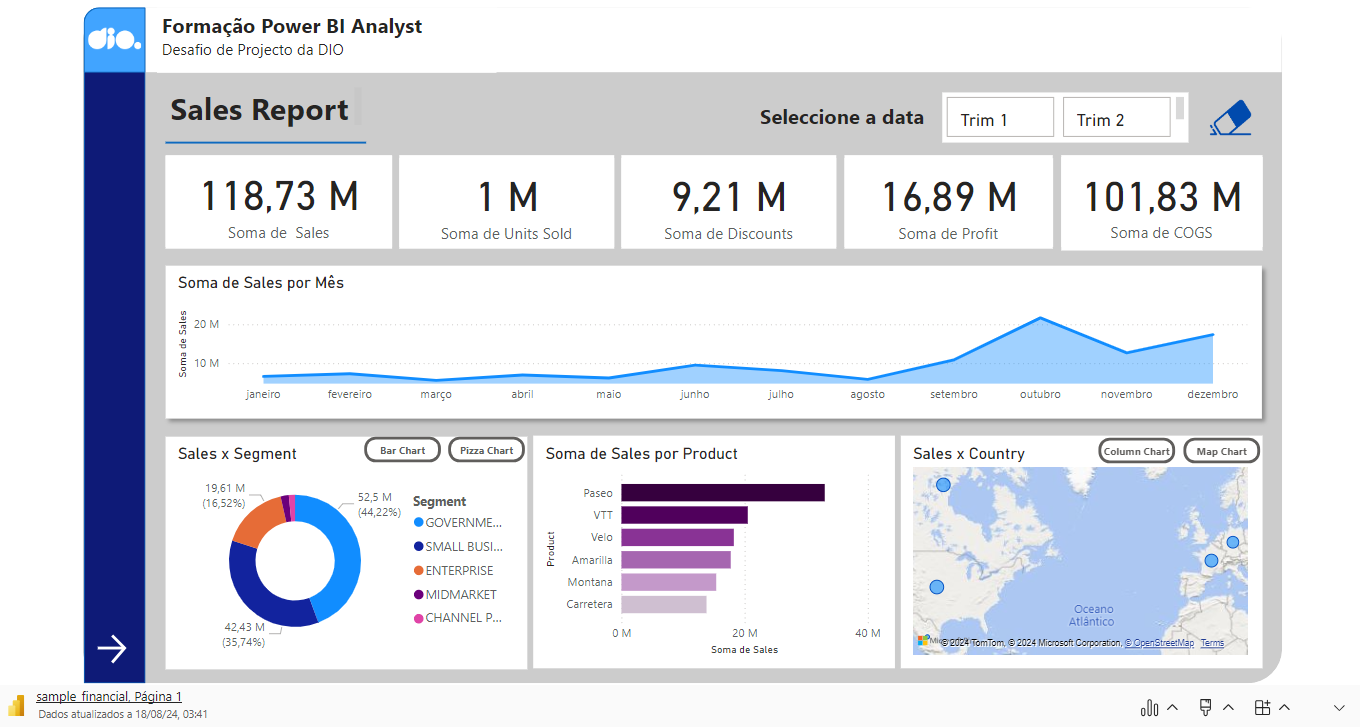 dio.
Formação Power BI Analyst
Desafio de Projecto da DIO
Sales Report
Seleccione a data
Trim 1
Trim 2
118,73 M
Soma de Sales
1 M
Soma de Units Sold
9,21 M
Soma de Discounts
16,89 M
Soma de Profit
101,83 M
Soma de COGS
Soma de Sales por Mês
Soma de Sales
20 M
10 M
janeiro fevereiro março abril maio junho julho agosto setembro outubro novembro dezembro
Sales x Segment
Bar Chart
Pizza Chart
19,61 M
(16,52%)
52,5 M
(44,22%)
42,43 M
(35,74%)
Segment
GOVERNME...
SMALL BUSI...
ENTERPRISE
MIDMARKET
CHANNEL P...
Soma de Sales por Product
Product
Paseo
VTT
Velo
Amarilla
Montana
Carretera
0 M 20 M 40 M
Soma de Sales
Sales x Country
Column Chart
Map Chart
Oceano
Atlântico
© 2024 TomTom, © 2024 Microsoft Corporation, © OpenStreetMap Terms
sample_financial, Página 1
Dados atualizados a 18/08/24, 03:41